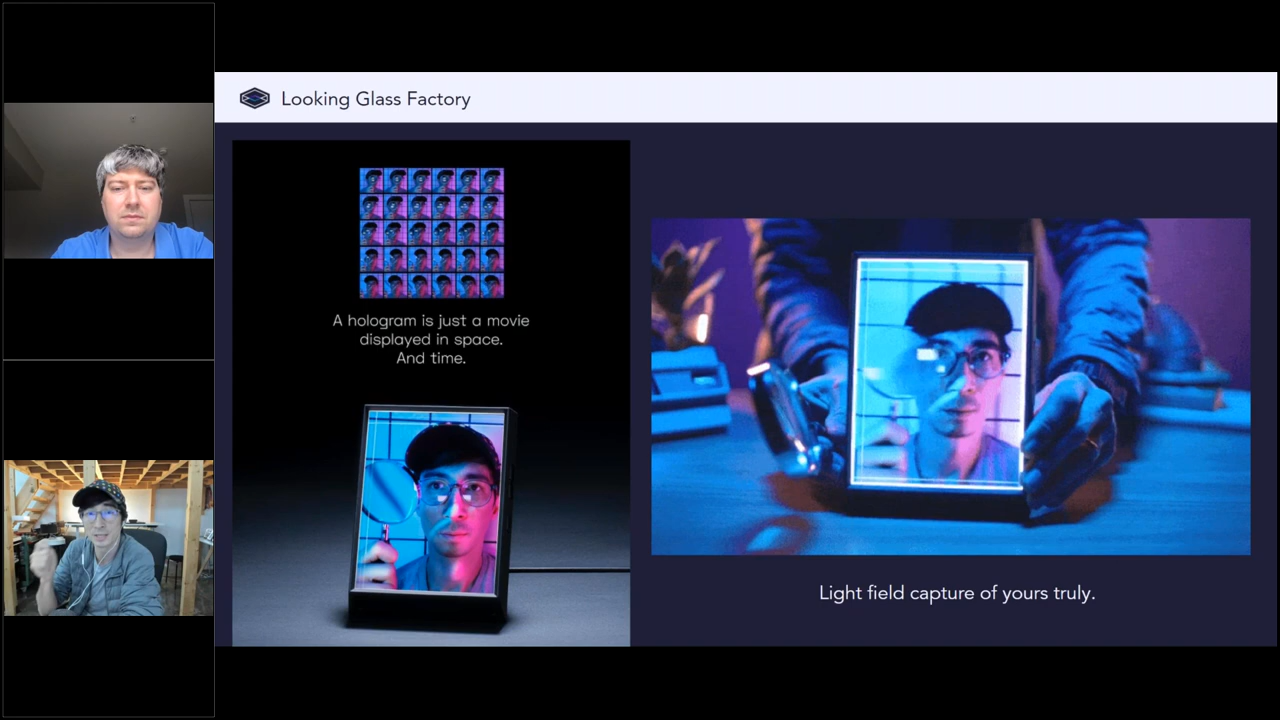 Looking Glass Factory
A hologram is just a movie
displayed in space.
And time.
Light field capture of yours truly.